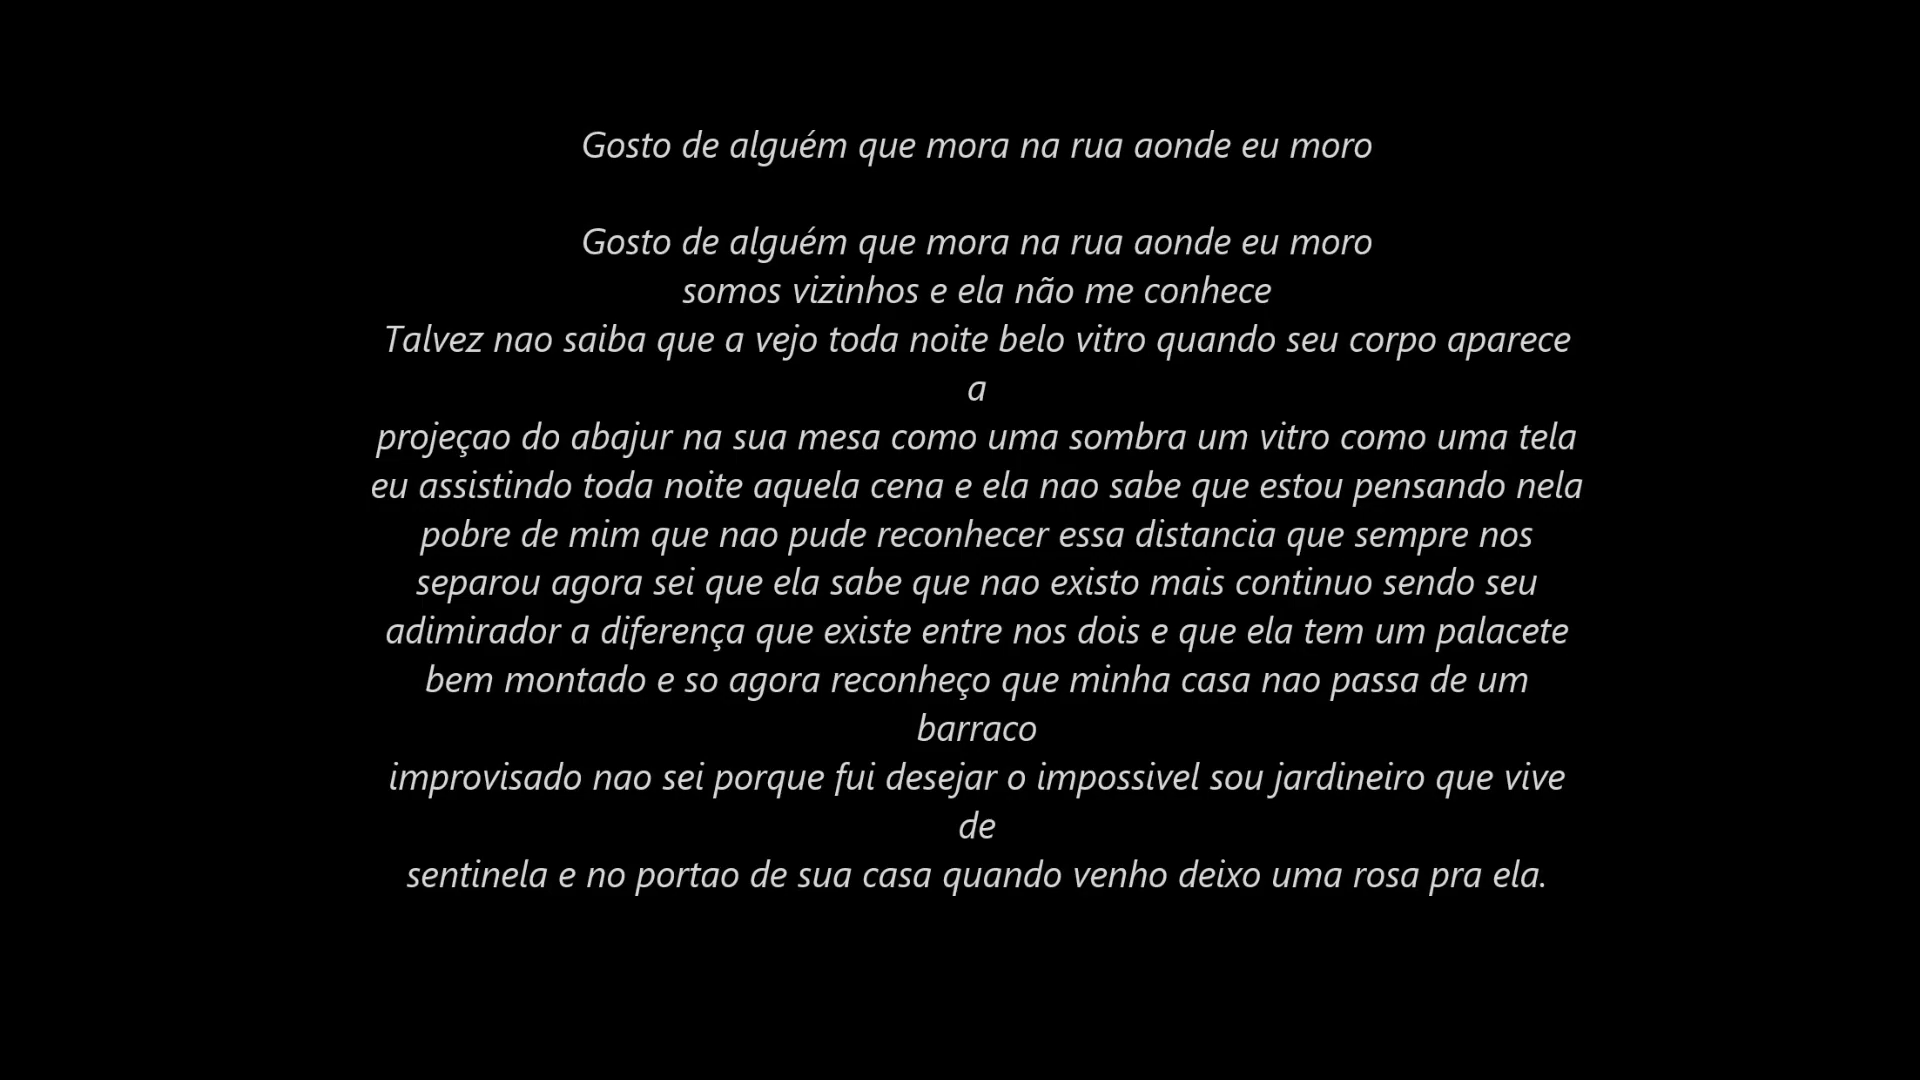 Gosto de alguém que mora na rua aonde eu moro
Gosto de alguém que mora na rua aonde eu moro
somos vizinhos e ela não me conhece
Talvez nao saiba que a vejo toda noite belo vitro quando seu corpo aparece
a
projeçao do abajur na sua mesa como uma sombra um vitro como uma tela
eu assistindo toda noite aquela cena e ela nao sabe que estou pensando nela
pobre de mim que nao pude reconhecer essa distancia que sempre nos
separou agora sei que ela sabe que nao existo mais continuo sendo seu
adimirador a diferença que existe entre nos dois e que ela tem um palacete
bem montado e so agora reconheço que minha casa nao passa de um
barraco
improvisado nao sei porque fui desejar o impossivel sou jardineiro que vive
de
sentinela e no portao de sua casa quando venho deixo uma rosa pra ela.